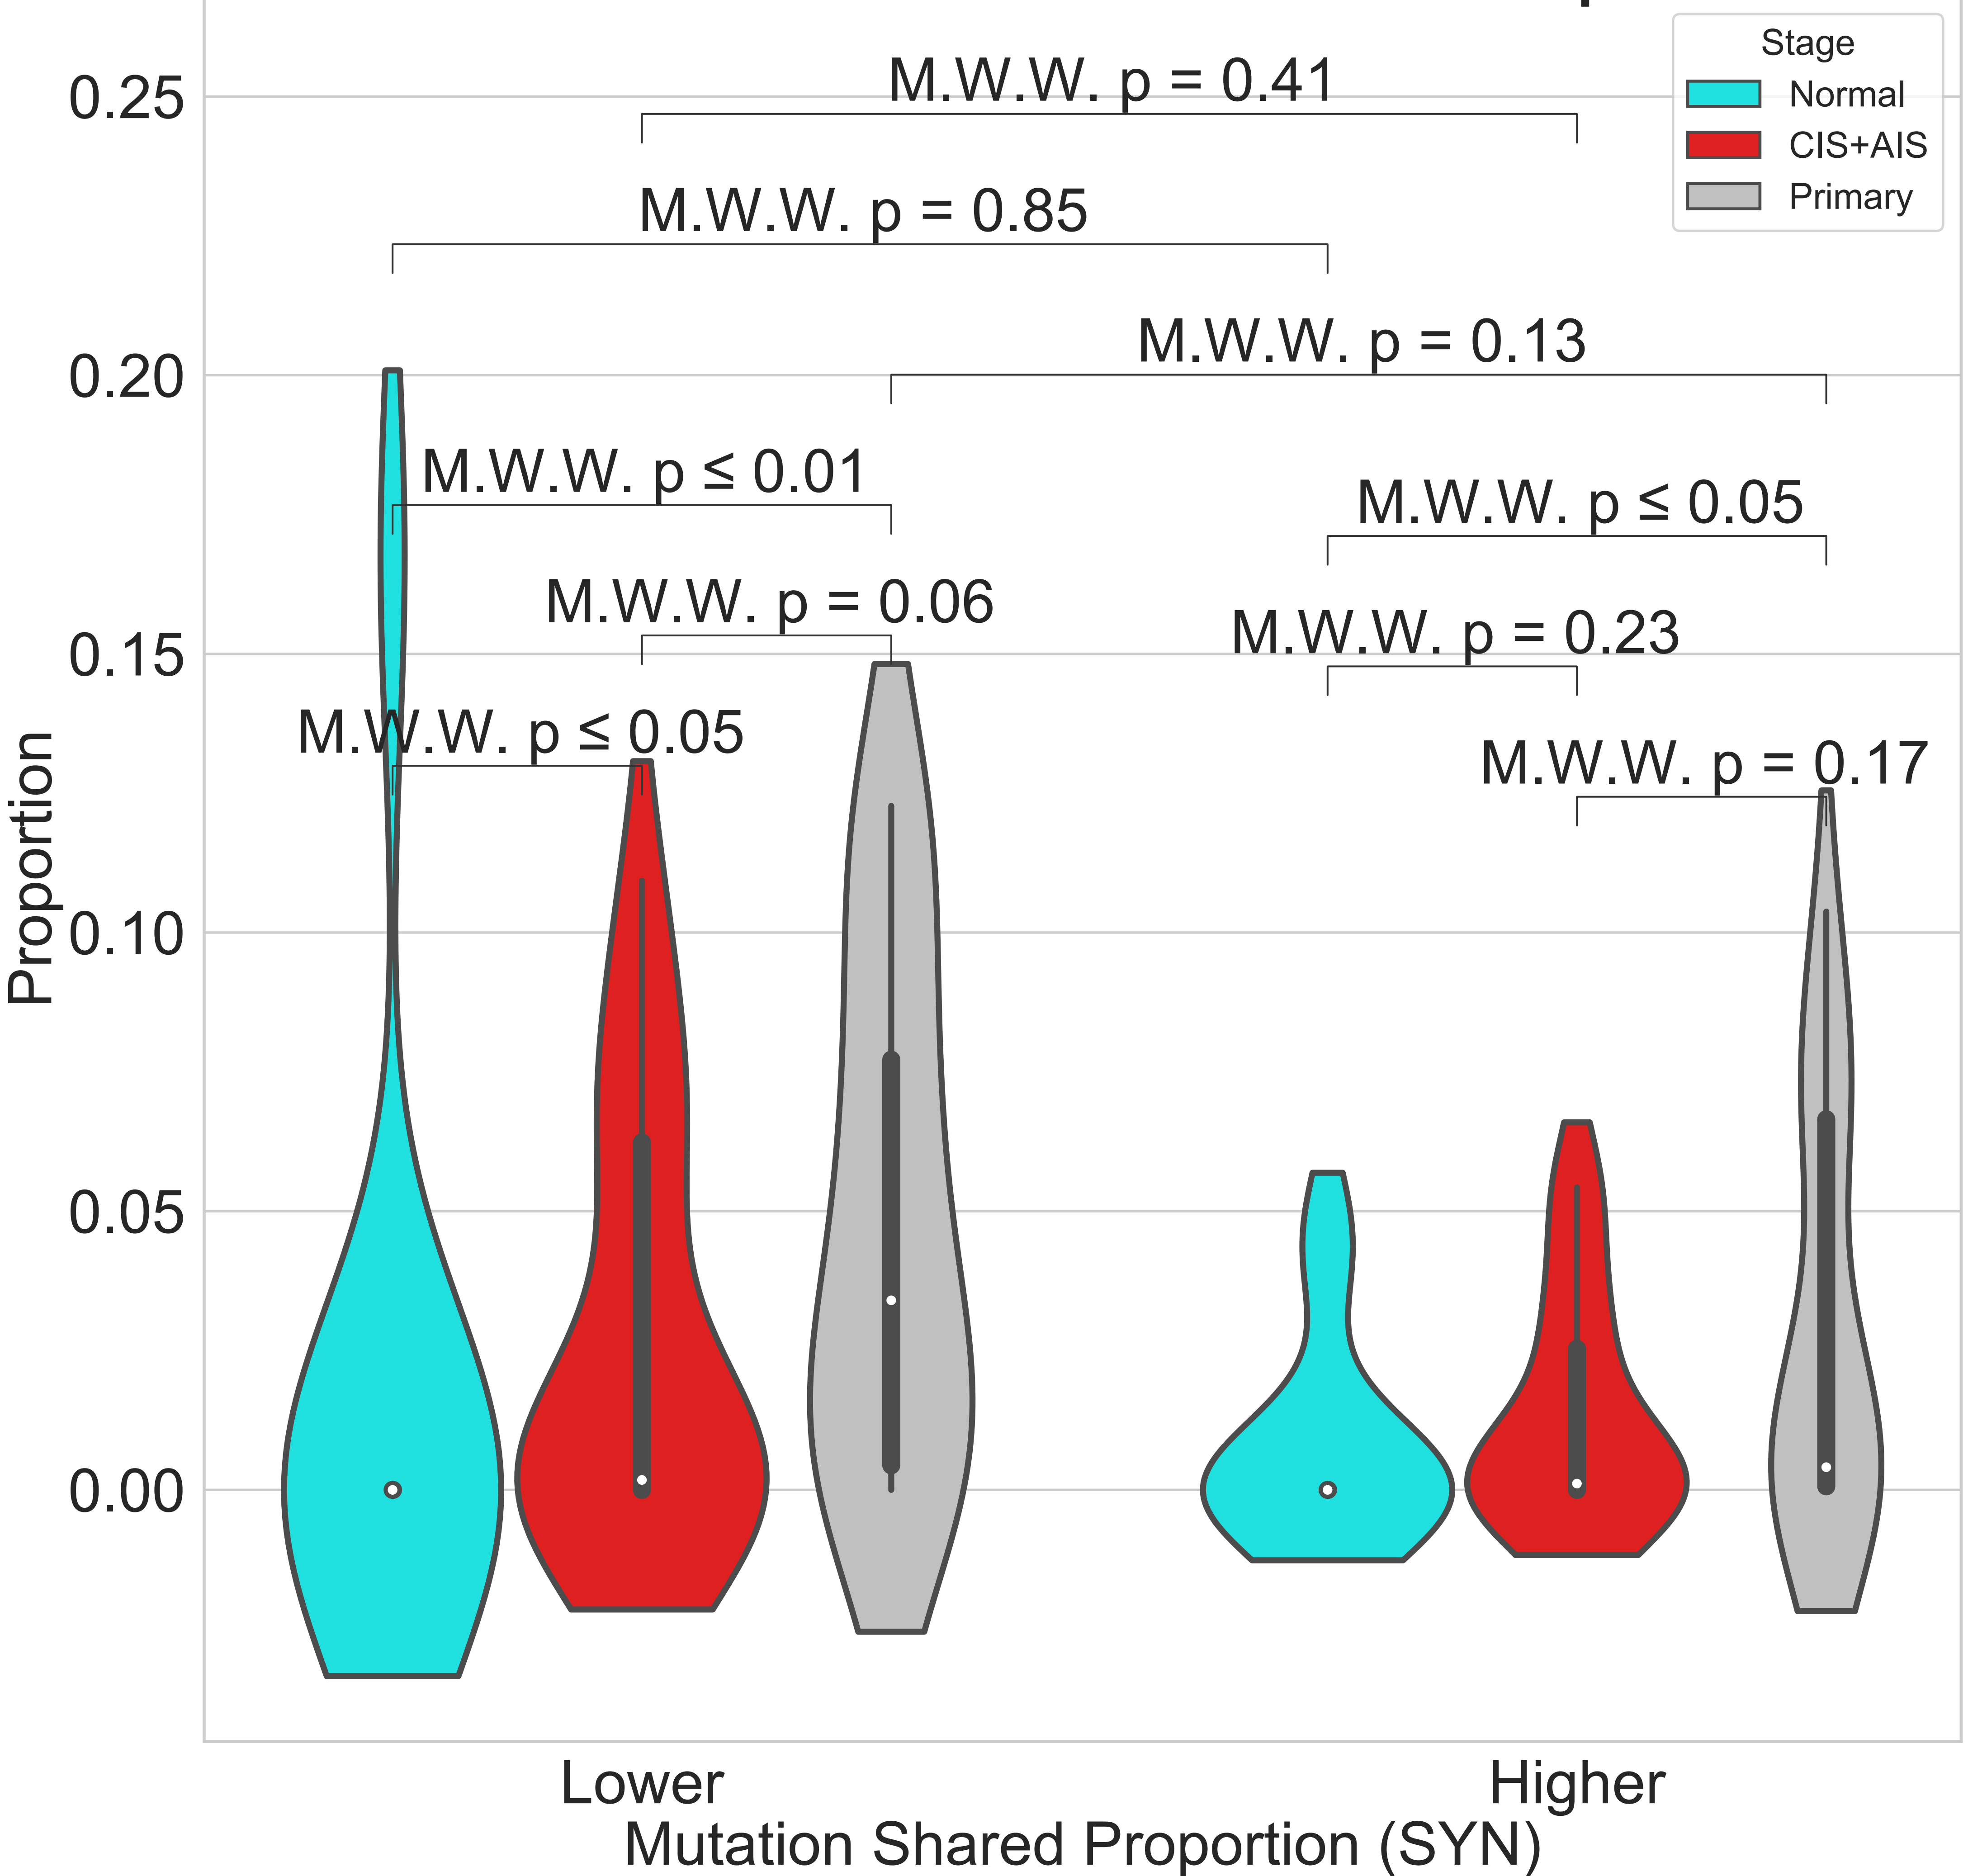 Stage
Normal
CIS+AIS
Primary
M.W.W. p = 0.41
M.W.W. p = 0.85
M.W.W. p = 0.13
M.W.W. p ≤ 0.01
M.W.W. p ≤ 0.05
M.W.W. p = 0.06
M.W.W. p = 0.23
M.W.W. p ≤ 0.05
M.W.W. p = 0.17
0.25
0.20
0.15
0.10
0.05
0.00
Proportion
Lower
Higher
Mutation Shared Proportion (SYN)